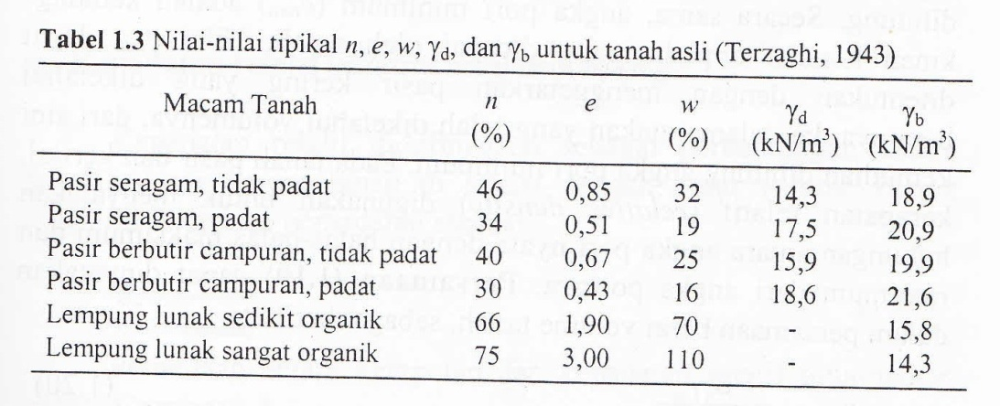 Tabel 1.3 Nilai-nilai tipikal n, e, w, γd, dan γb untuk tanah asli (Terzaghi, 1943)
Macam Tanah n e w γd γb
(%) (%) (kN/m³) (kN/m³)
Pasir seragam, tidak padat 46 0,85 32 14,3 18,9
Pasir seragam, padat 34 0,51 19 17,5 20,9
Pasir berbutir campuran, tidak padat 40 0,67 25 15,9 19,9
Pasir berbutir campuran, padat 30 0,43 16 18,6 21,6
Lempung lunak sedikit organik 66 1,90 70 - 15,8
Lempung lunak sangat organik 75 3,00 110 - 14,3